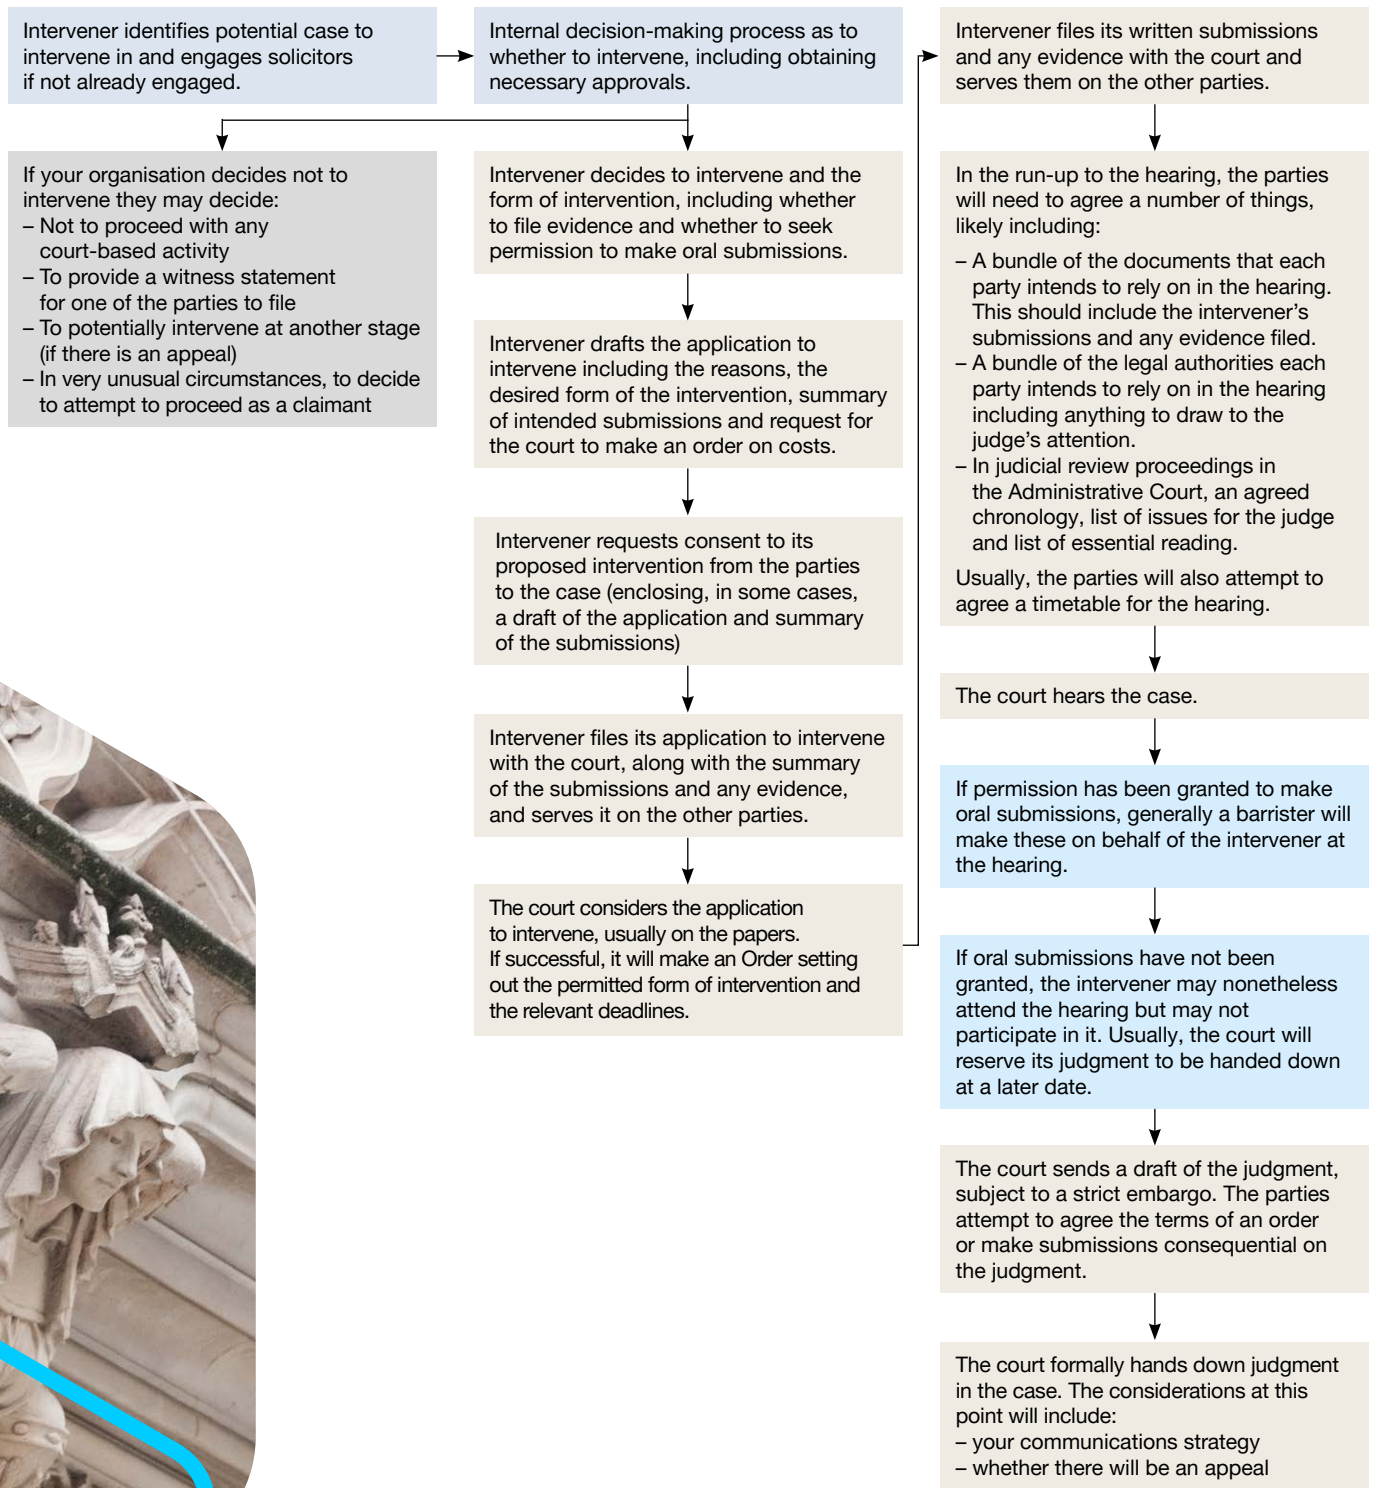 Intervener identifies potential case to
intervene in and engages solicitors
if not already engaged.
Internal decision-making process as to
whether to intervene, including obtaining
necessary approvals.
If your organisation decides not to
intervene they may decide:
– Not to proceed with any
court-based activity
– To provide a witness statement
for one of the parties to file
– To potentially intervene at another stage
(if there is an appeal)
– In very unusual circumstances, to decide
to attempt to proceed as a claimant
Intervener decides to intervene and the
form of intervention, including whether
to file evidence and whether to seek
permission to make oral submissions.
Intervener drafts the application to
intervene including the reasons, the
desired form of the intervention, summary
of intended submissions and request for
the court to make an order on costs.
Intervener requests consent to its
proposed intervention from the parties
to the case (enclosing, in some cases,
a draft of the application and summary
of the submissions)
Intervener files its application to intervene
with the court, along with the summary
of the submissions and any evidence,
and serves it on the other parties.
The court considers the application
to intervene, usually on the papers.
If successful, it will make an Order setting
out the permitted form of intervention and
the relevant deadlines.
Intervener files its written submissions
and any evidence with the court and
serves them on the other parties.
In the run-up to the hearing, the parties
will need to agree a number of things,
likely including:
– A bundle of the documents that each
party intends to rely on in the hearing.
This should include the intervener's
submissions and any evidence filed.
– A bundle of the legal authorities each
party intends to rely on in the hearing
including anything to draw to the
judge's attention.
– In judicial review proceedings in
the Administrative Court, an agreed
chronology, list of issues for the judge
and list of essential reading.
Usually, the parties will also attempt to
agree a timetable for the hearing.
The court hears the case.
If permission has been granted to make
oral submissions, generally a barrister will
make these on behalf of the intervener at
the hearing.
If oral submissions have not been
granted, the intervener may nonetheless
attend the hearing but may not
participate in it. Usually, the court will
reserve its judgment to be handed down
at a later date.
The court sends a draft of the judgment,
subject to a strict embargo. The parties
attempt to agree the terms of an order
or make submissions consequential on
the judgment.
The court formally hands down judgment
in the case. The considerations at this
point will include:
– your communications strategy
– whether there will be an appeal